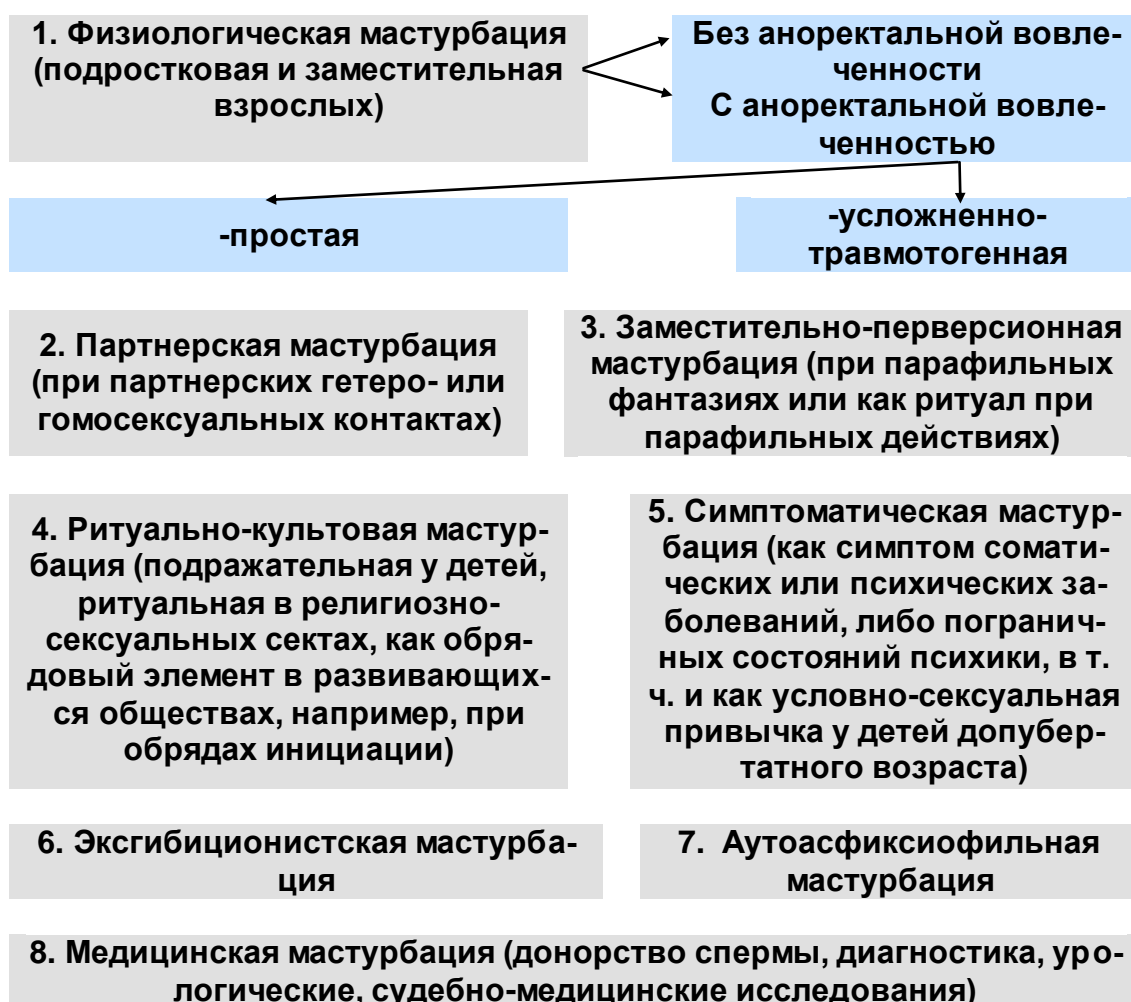 1. Физиологическая мастурбация
(подростковая и заместительная
взрослых)
Без аноректальной вовле-
ченности
С аноректальной вовле-
ченностью
-простая
-усложненно-
травмотогенная
2. Партнерская мастурбация
(при партнерских гетеро- или
гомосексуальных контактах)
3. Заместительно-перверсионная
мастурбация (при парафильных
фантазиях или как ритуал при
парафильных действиях)
4. Ритуально-культовая мастур-
бация (подражательная у детей,
ритуальная в религиозно-
сексуальных сектах, как обря-
довый элемент в развивающих-
ся обществах, например, при
обрядах инициации)
5. Симптоматическая мастур-
бация (как симптом сомати-
ческих или психических за-
болеваний, либо погранич-
ных состояний психики, в т.
ч. и как условно-сексуальная
привычка у детей допубер-
татного возраста)
6. Эксгибиционистская мастурба-
ция
7. Аутоасфиксиофильная
мастурбация
8. Медицинская мастурбация (донорство спермы, диагностика, уро-
логические, судебно-медицинские исследования)